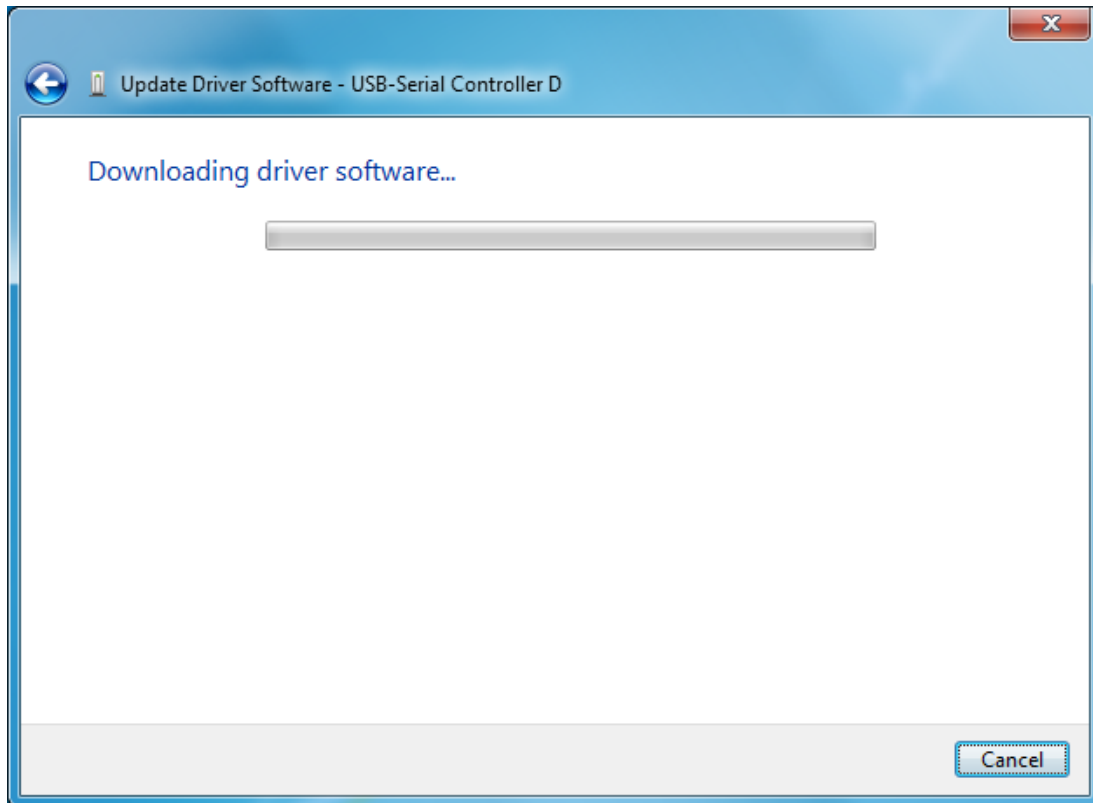 Update Driver Software - USB-Serial Controller D
Downloading driver software...
Cancel